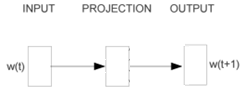 INPUT PROJECTION OUTPUT
w(t) w(t+1)